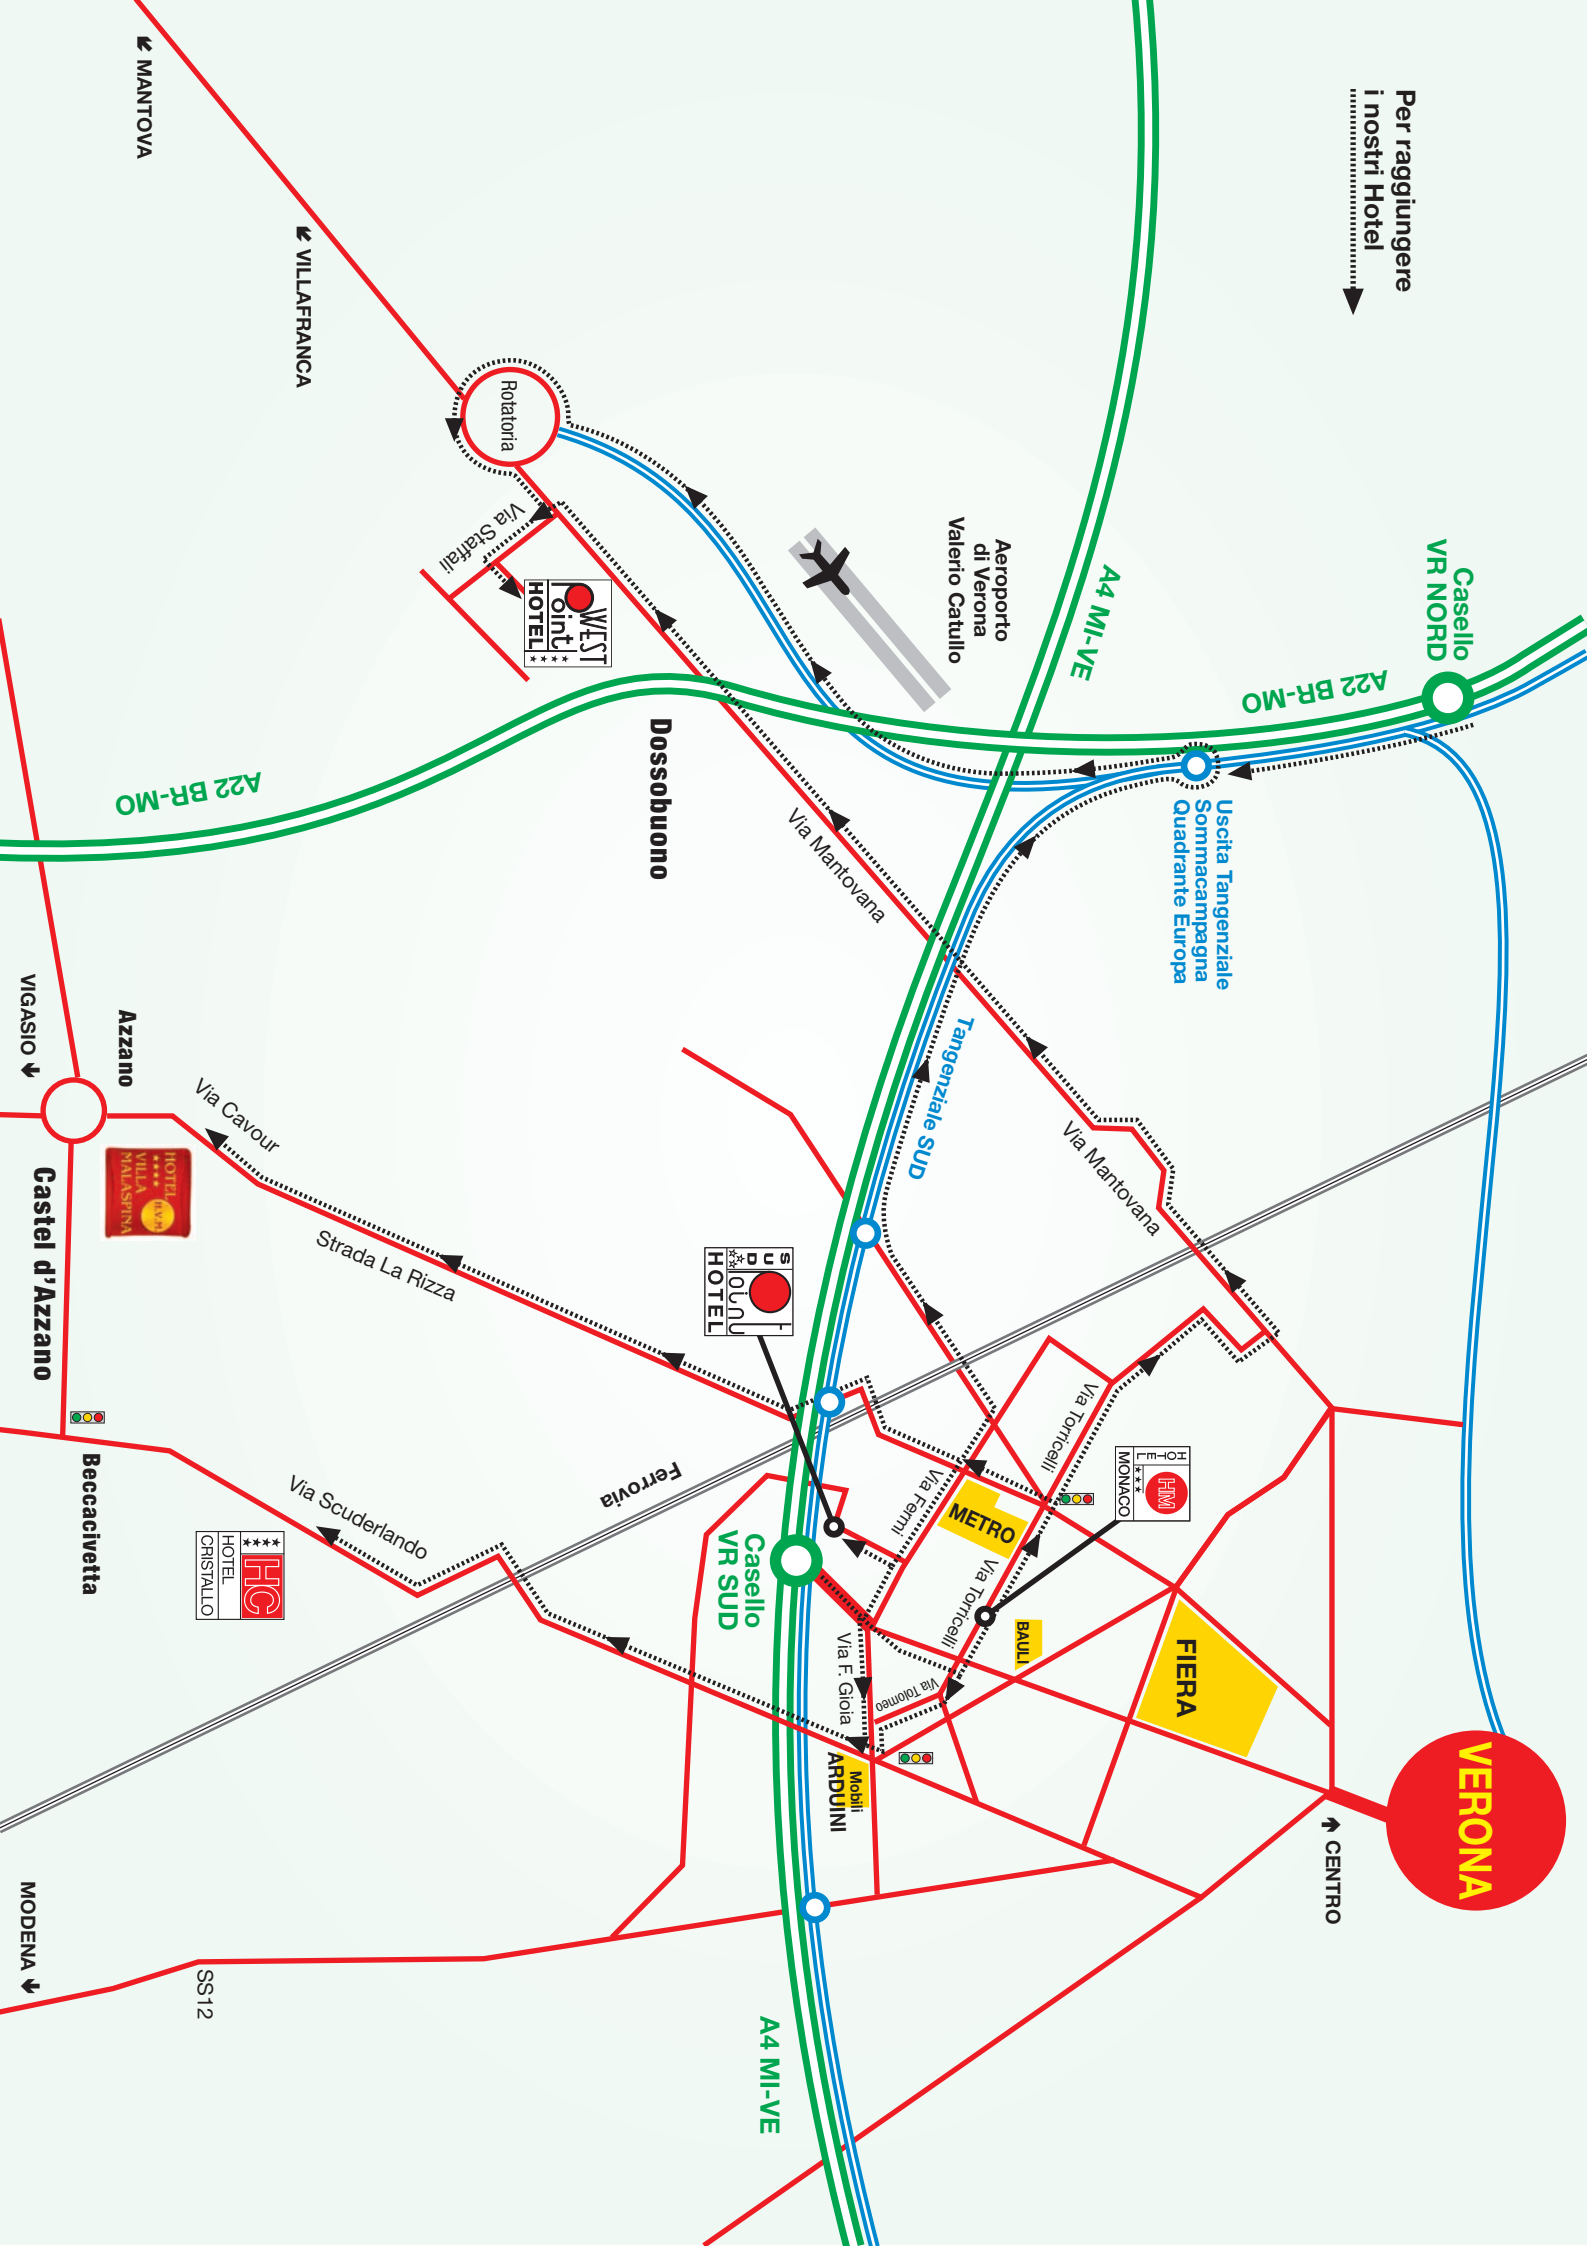 Per raggiungere
i nostri Hotel
VERONA
CENTRO
Casello
VR NORD
A22 BR-MO
Uscita Tangenziale
Sommacampagna
Quadrante Europa
A4 MI-VE
Aeroporto
di Verona
Valerio Catullo
MANTOVA
VILLAFRANCA
Rotatoria
Via Staffali
WEST
Point
HOTEL
★★★★
Dossobuono
Via Mantovana
Tangenziale SUD
Via Mantovana
A22 BR-MO
FIERA
HOTEL
★★★
HM
MONACO
Via Torricelli
METRO
Via Fermi
Via Torricelli
BAULI
Via Tolomeo
Via F. Gioia
Mobili
ARDUINI
SUD
Point
HOTEL
Casello
VR SUD
Ferrovia
A4 MI-VE
Strada La Rizza
Via Cavour
Azzano
VIGASIO
HOTEL
★★★★
VILLA
H.V.M.
MALASPINA
Castel d'Azzano
Beccacivetta
Via Scuderlando
★★★★
HC
HOTEL
CRISTALLO
SS12
MODENA